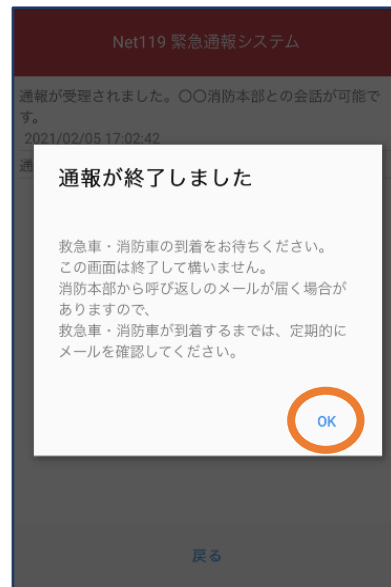 Net119 緊急通報システム
通報が受理されました。〇〇消防本部との会話が可能で
す。
2021/02/05 17:02:42
通
通報が終了しました
救急車・消防車の到着をお待ちください。
この画面は終了して構いません。
消防本部から呼び返しのメールが届く場合が
ありますので、
救急車・消防車が到着するまでは、定期的に
メールを確認してください。
OK
戻る